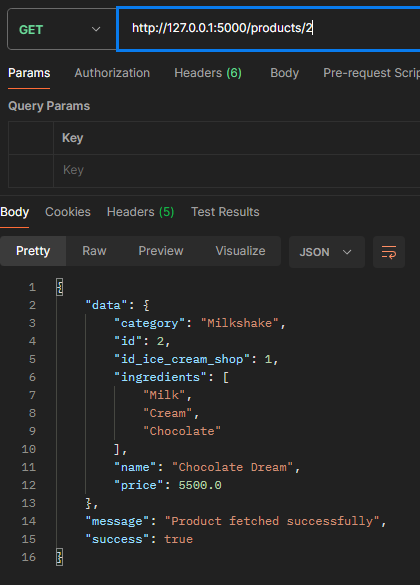 GET http://127.0.0.1:5000/products/2
Params Authorization Headers (6) Body Pre-request Scrip
Query Params
Key
Key
Body Cookies Headers (5) Test Results
Pretty Raw Preview Visualize JSON
1 {
2 "data": {
3 "category": "Milkshake",
4 "id": 2,
5 "id_ice_cream_shop": 1,
6 "ingredients": [
7 "Milk",
8 "Cream",
9 "Chocolate"
10 ],
11 "name": "Chocolate Dream",
12 "price": 5500.0
13 },
14 "message": "Product fetched successfully",
15 "success": true
16 }